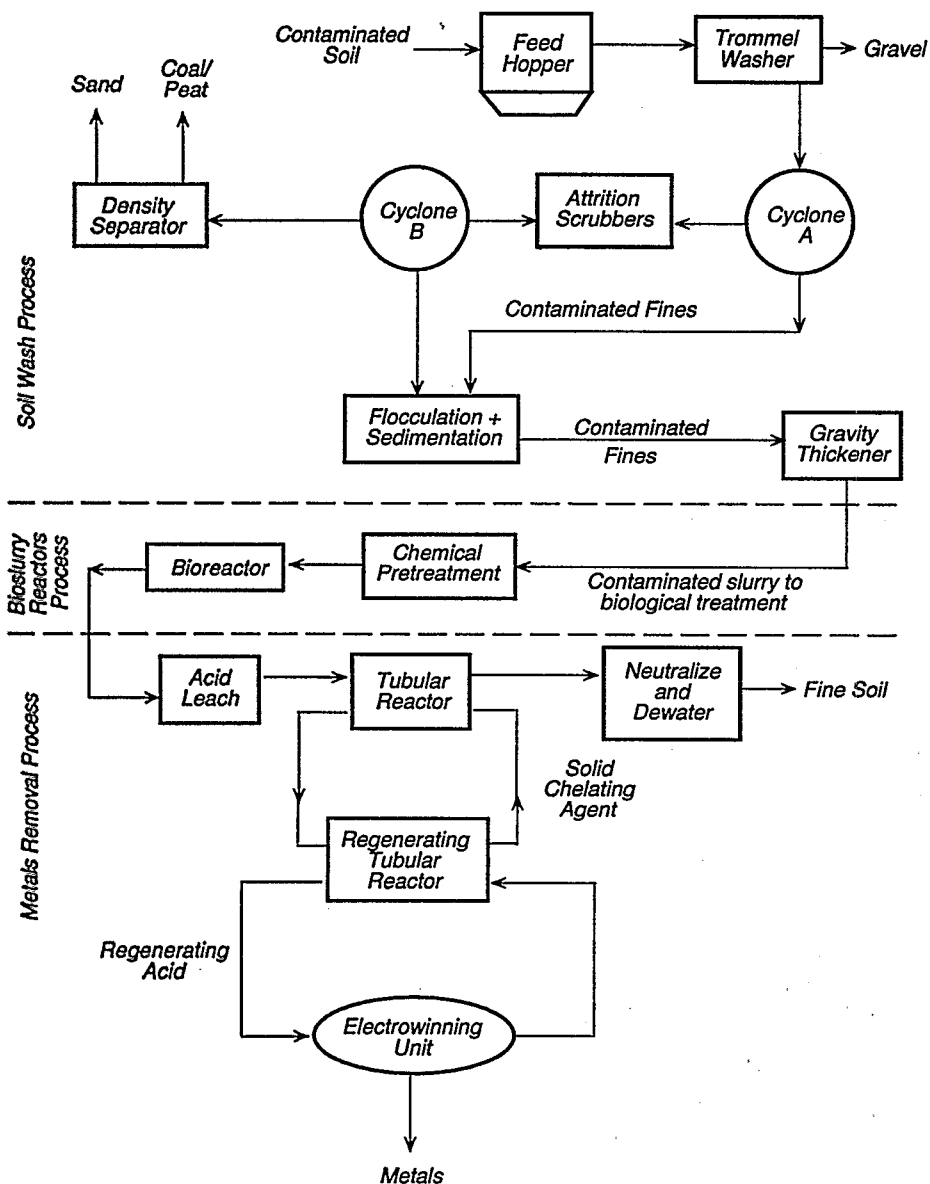 Contaminated
Soil
Feed
Hopper
Trommel
Washer
Gravel
Sand
Coal/
Peat
Density
Separator
Cyclone
B
Attrition
Scrubbers
Cyclone
A
Contaminated Fines
Soil Wash Process
Flocculation +
Sedimentation
Contaminated
Fines
Gravity
Thickener
Bioslurry
Reactors
Process
Bioreactor
Chemical
Pretreatment
Contaminated slurry to
biological treatment
Metals Removal Process
Acid
Leach
Tubular
Reactor
Neutralize
and
Dewater
Fine Soil
Solid
Chelating
Agent
Regenerating
Tubular
Reactor
Regenerating
Acid
Electrowinning
Unit
Metals